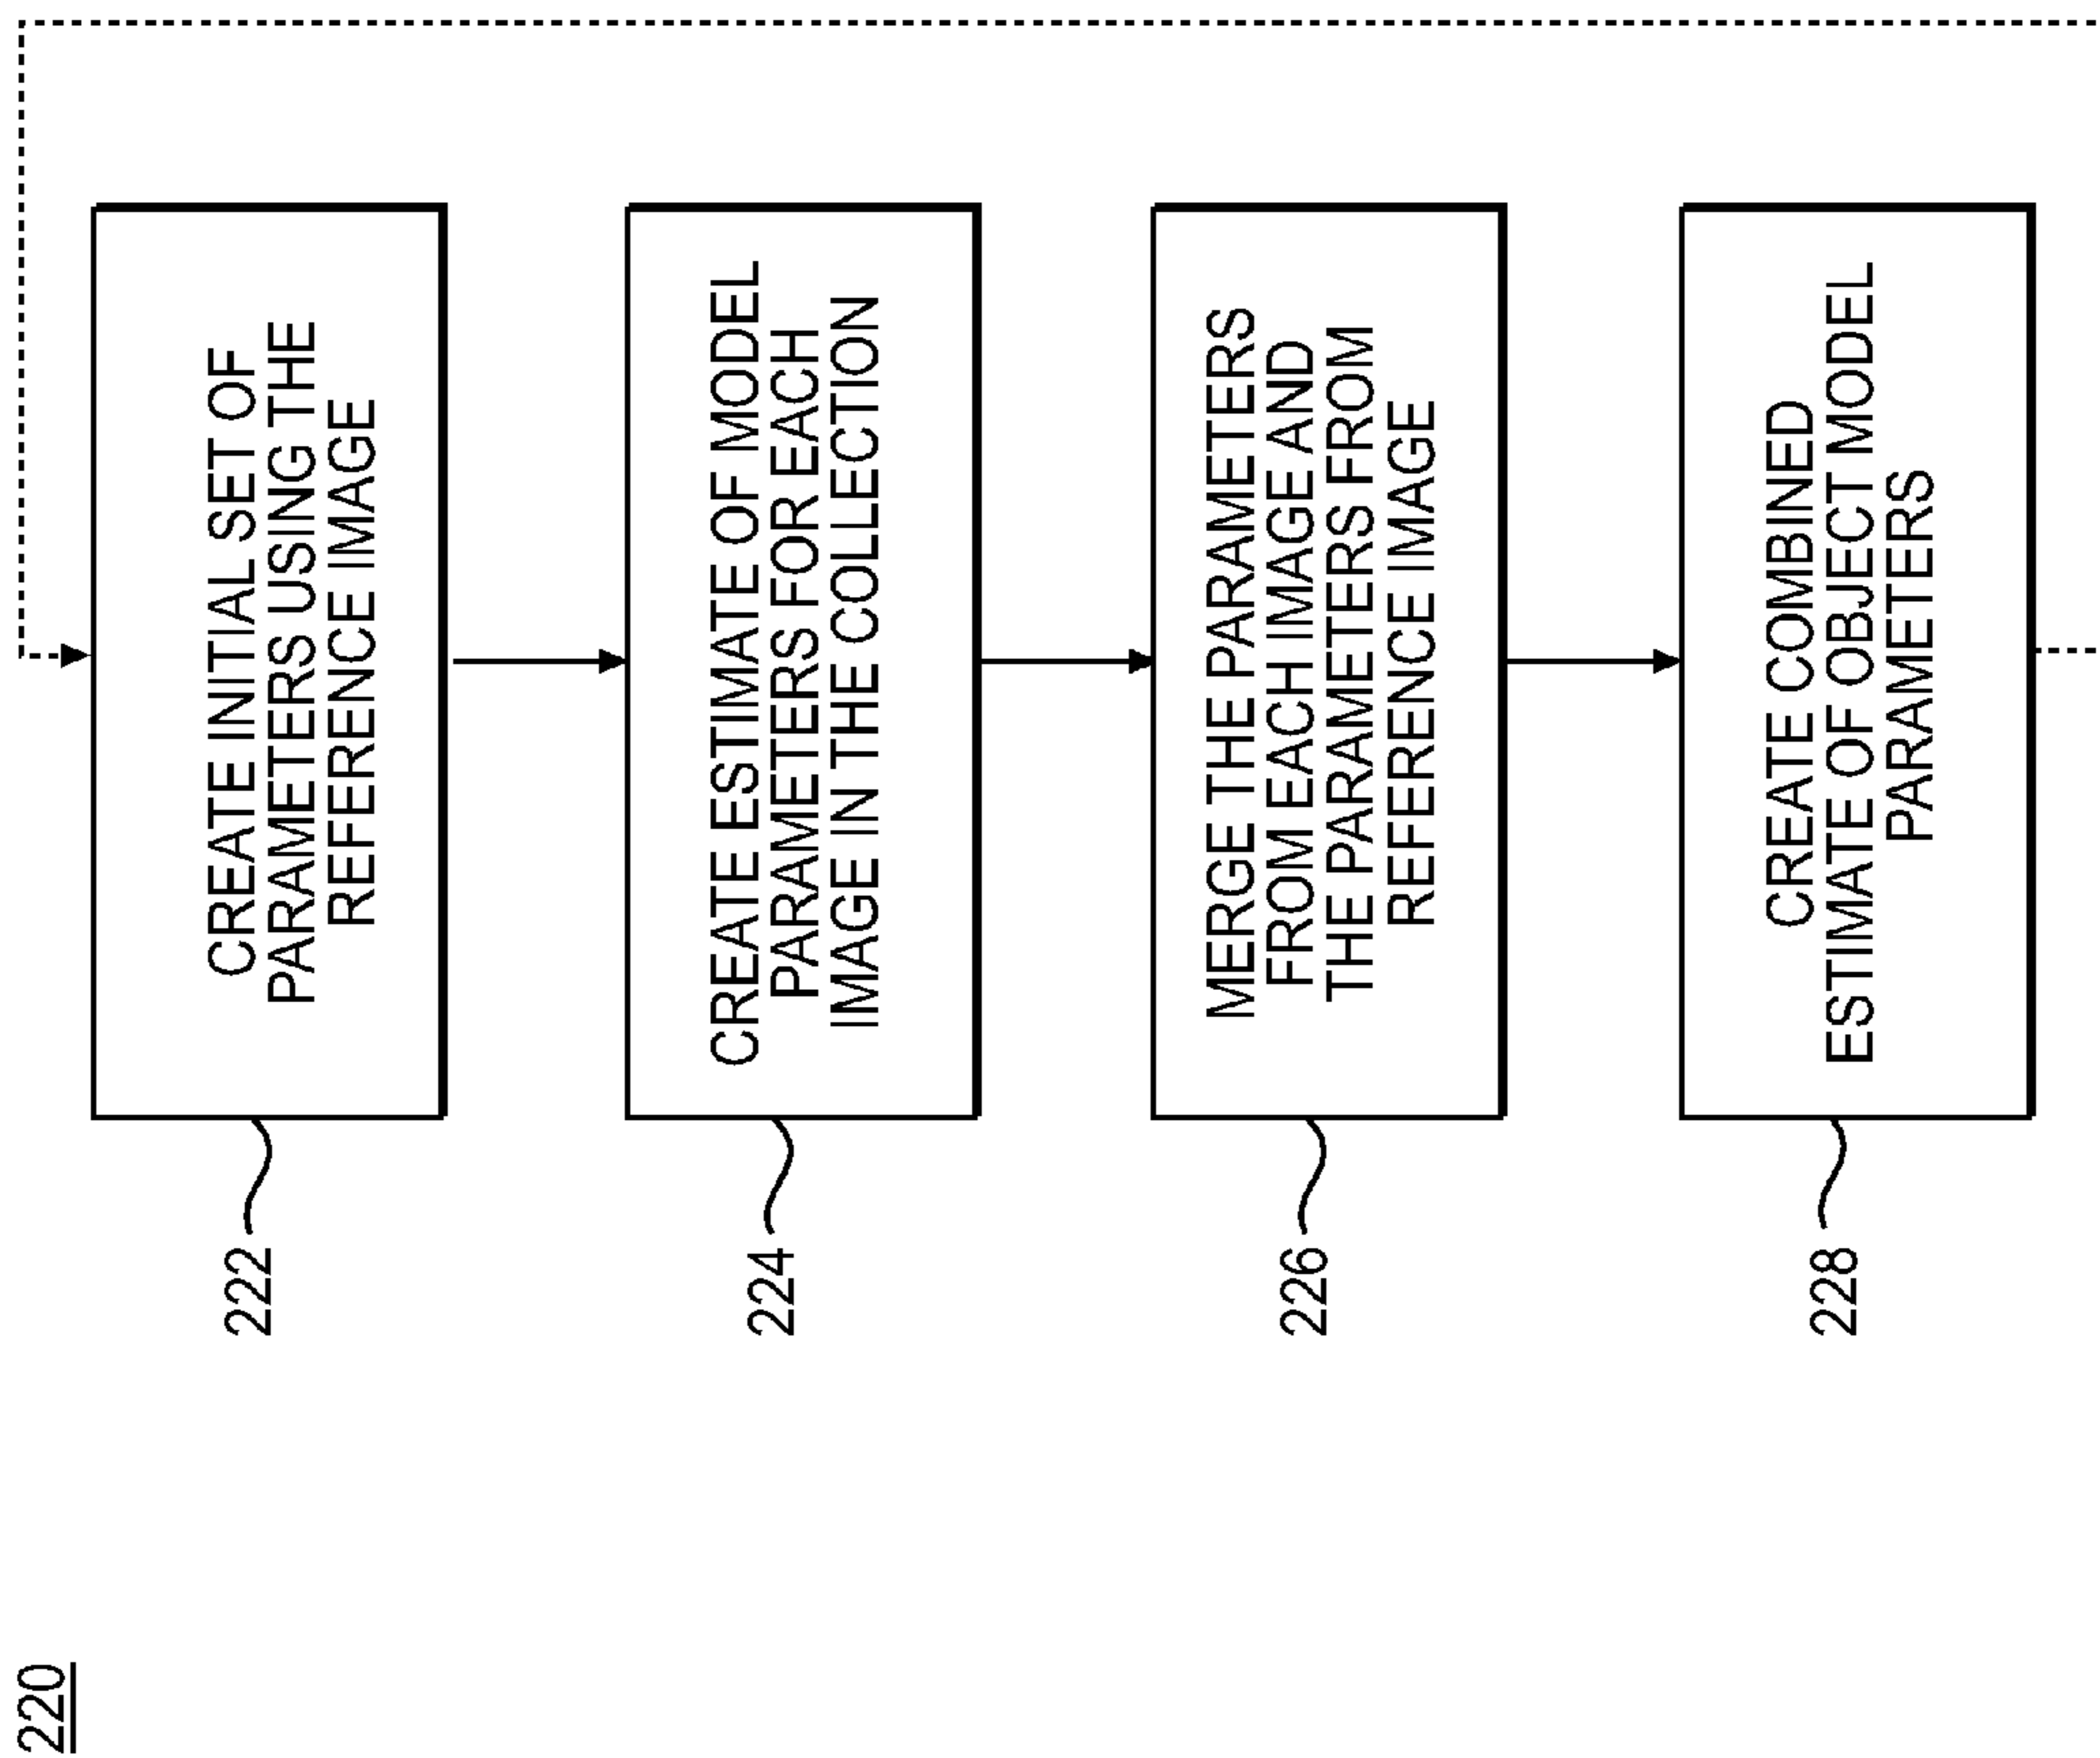 220
222
CREATE INITIAL SET OF
PARAMETERS USING THE
REFERENCE IMAGE
224
CREATE ESTIMATE OF MODEL
PARAMETERS FOR EACH
IMAGE IN THE COLLECTION
226
MERGE THE PARAMETERS
FROM EACH IMAGE AND
THE PARAMETERS FROM
REFERENCE IMAGE
228
CREATE COMBINED
ESTIMATE OF OBJECT MODEL
PARAMETERS